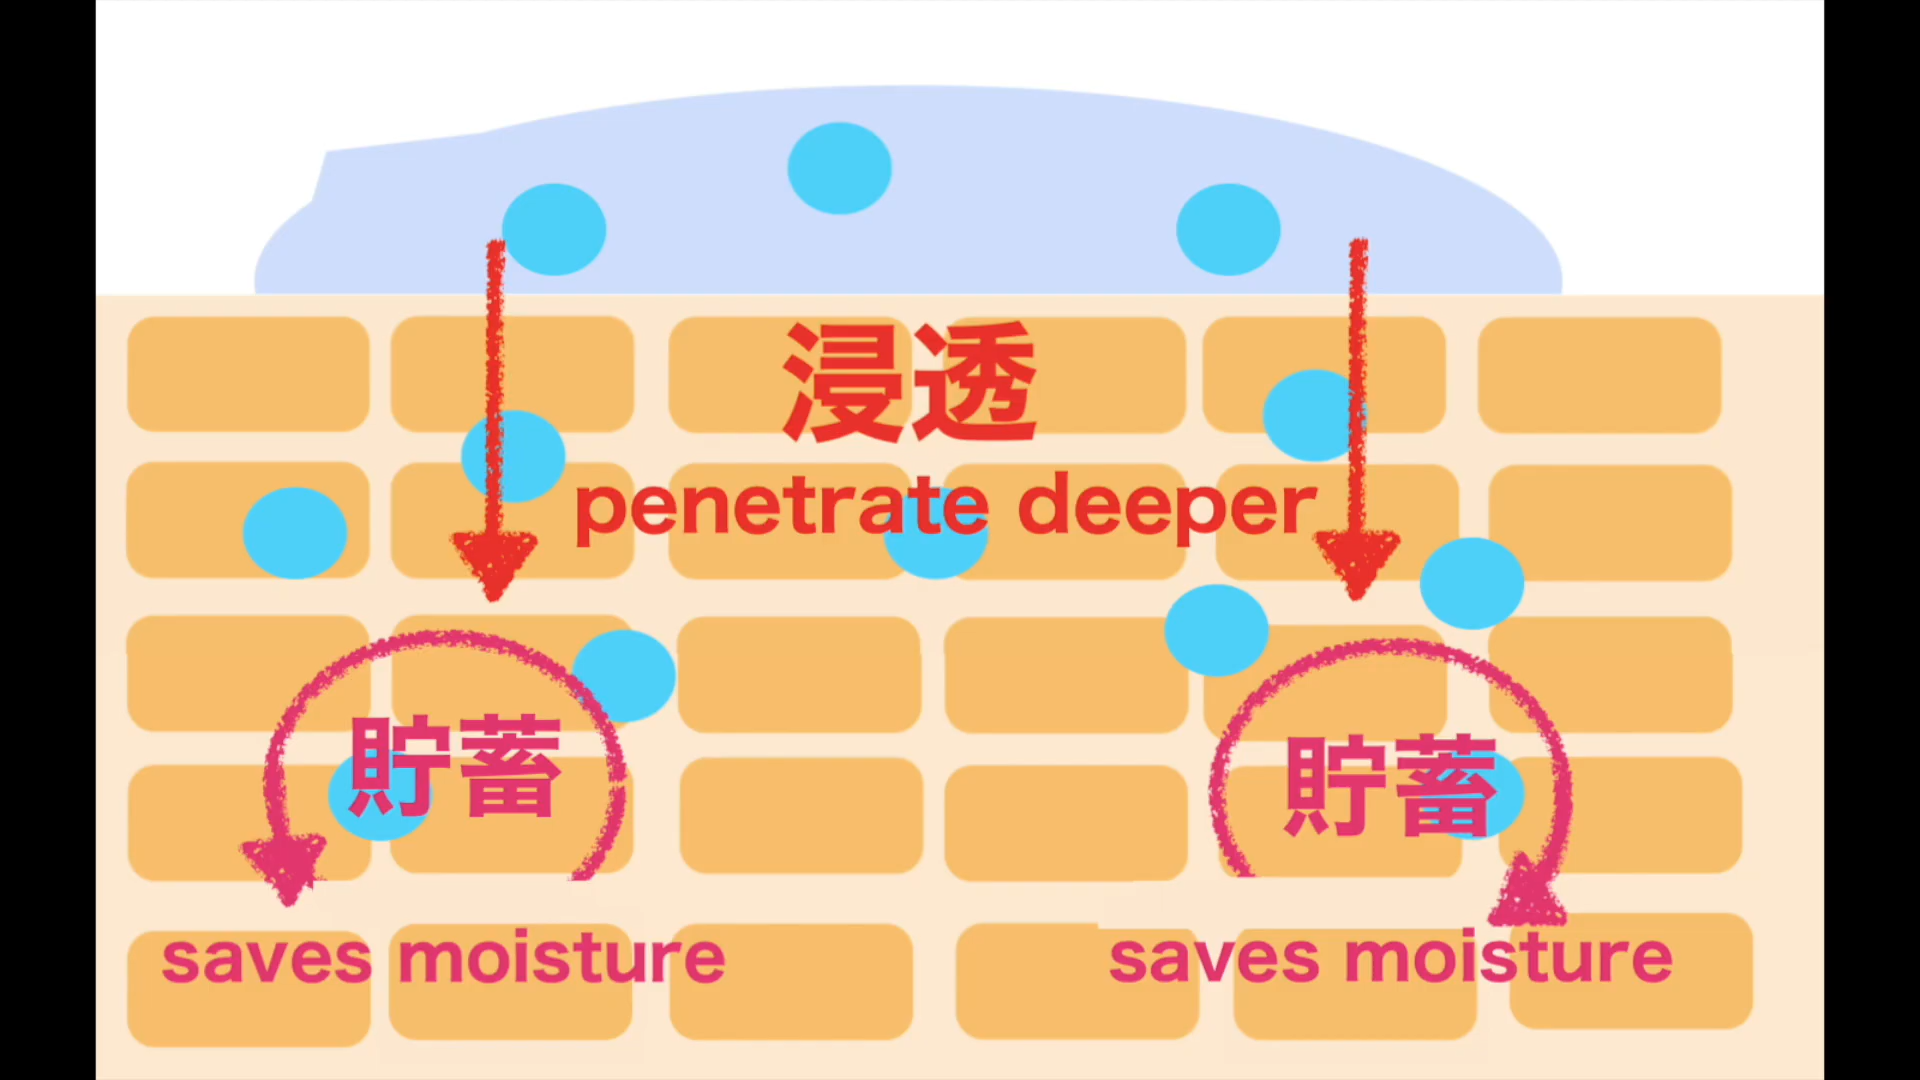 浸透
penetrate deeper
貯蓄
貯蓄
saves moisture
saves moisture